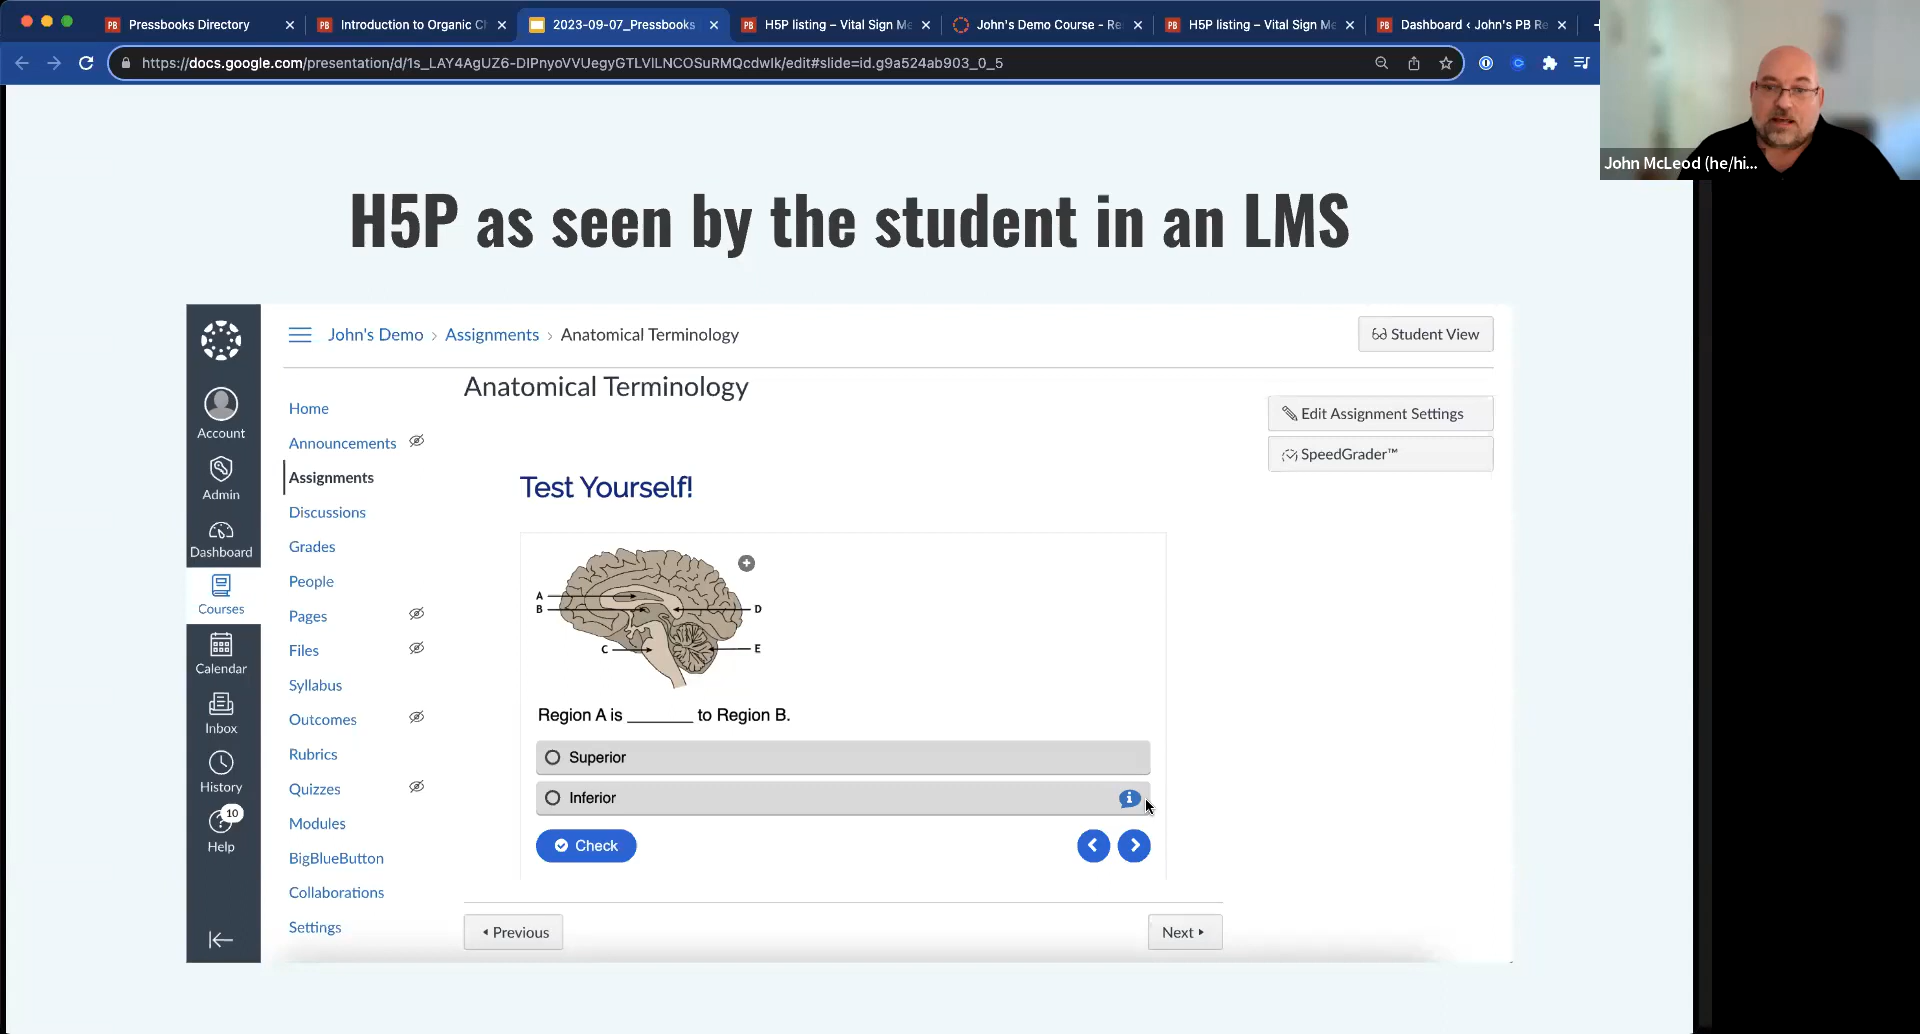 Pressbooks Directory
Introduction to Organic Ch
2023-09-07_Pressbooks
H5P listing – Vital Sign Me
John's Demo Course - Re
H5P listing – Vital Sign Me
Dashboard ‹ John's PB Re
https://docs.google.com/presentation/d/1s_LAY4AgUZ6-DIPnyoVVUegyGTLVILNCOSuRMQcdwIk/edit#slide=id.g9a524ab903_0_5
John McLeod (he/hi...
H5P as seen by the student in an LMS
John's Demo › Assignments › Anatomical Terminology
Student View
Account
Admin
Dashboard
Courses
Calendar
Inbox
History
10
Help
Home
Announcements
Assignments
Discussions
Grades
People
Pages
Files
Syllabus
Outcomes
Rubrics
Quizzes
Modules
BigBlueButton
Collaborations
Settings
Anatomical Terminology
Edit Assignment Settings
SpeedGrader™
Test Yourself!
A
B
C
D
E
Region A is ________ to Region B.
Superior
Inferior
Check
Previous
Next